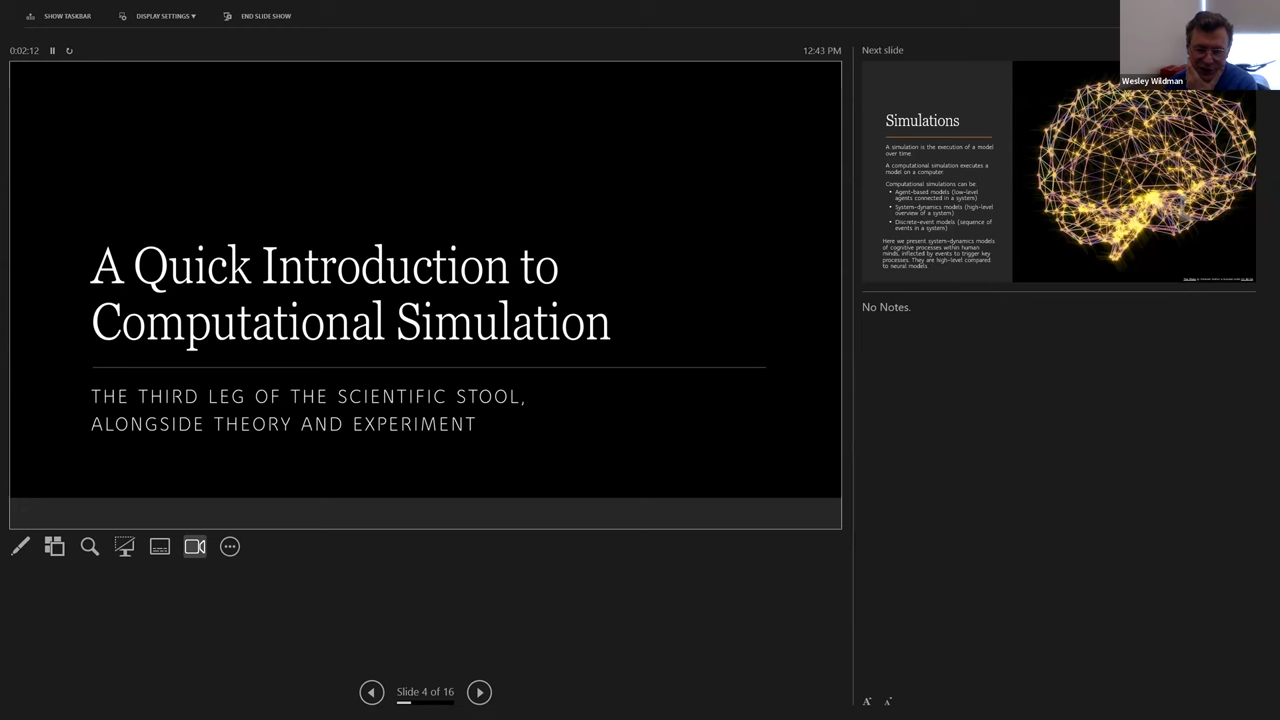 SHOW TASKBAR
DISPLAY SETTINGS ▾
END SLIDE SHOW
0:02:12
12:43 PM
Next slide
Wesley Wildman
A Quick Introduction to
Computational Simulation
THE THIRD LEG OF THE SCIENTIFIC STOOL,
ALONGSIDE THEORY AND EXPERIMENT
Simulations
A simulation is the execution of a model
over time.
A computational simulation executes a
model on a computer.
Computational simulations can be:
• Agent-based models (low-level
agents connected in a system)
• System-dynamics models (high-level
overview of a system)
• Discrete-event models (sequence of
events in a system)
Here we present system-dynamics models
of cognitive processes within human
minds, inflected by events to trigger key
processes. They are high-level compared
to neural models.
No Notes.
Slide 4 of 16